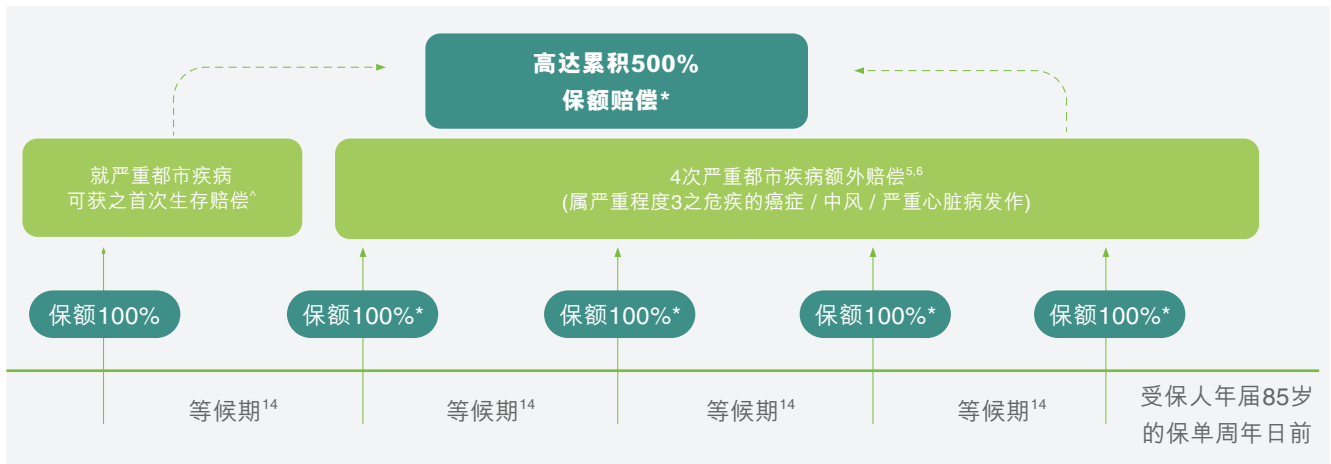 高达累积500%
保额赔偿*
就严重都市疾病
可获之首次生存赔偿^
4次严重都市疾病额外赔偿5,6
(属严重程度3之危疾的癌症 / 中风 / 严重心脏病发作)
保额100%
保额100%*
保额100%*
保额100%*
保额100%*
等候期14
等候期14
等候期14
等候期14
受保人年届85岁
的保单周年日前